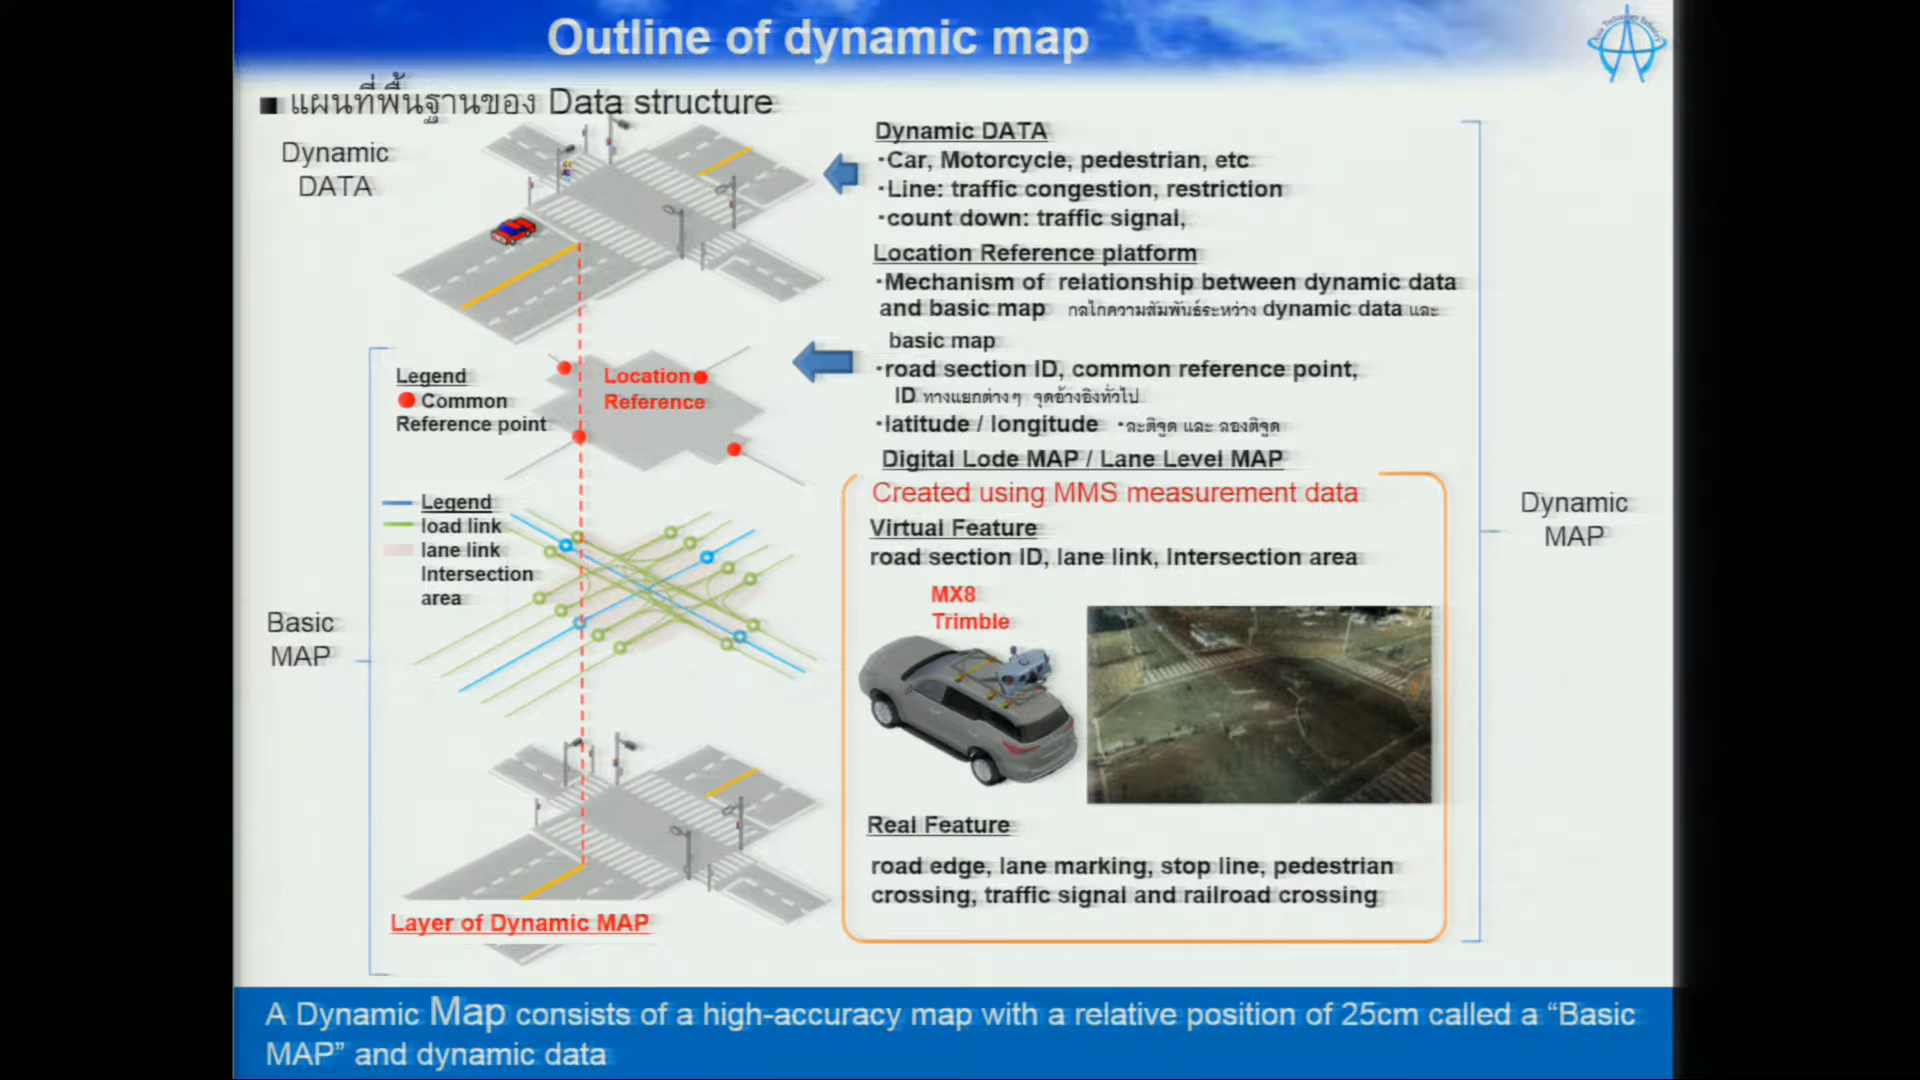 Outline of dynamic map
■ แผนที่พื้นฐานของ Data structure
Dynamic
DATA
Dynamic DATA
・Car, Motorcycle, pedestrian, etc
・Line: traffic congestion, restriction
・count down: traffic signal,
Location Reference platform
・Mechanism of relationship between dynamic data
and basic map กลไกความสัมพันธ์ระหว่าง dynamic data และ
basic map
・road section ID, common reference point,
ID ทางแยกต่างๆ จุดอ้างอิงทั่วไป
・latitude / longitude ・ละติจูด และ ลองติจูด
Digital Lode MAP / Lane Level MAP
Created using MMS measurement data
Virtual Feature
road section ID, lane link, Intersection area
MX8
Trimble
Real Feature
road edge, lane marking, stop line, pedestrian
crossing, traffic signal and railroad crossing
Legend
Common
Reference point
Location
Reference
Legend
load link
lane link
Intersection
area
Basic
MAP
Layer of Dynamic MAP
Dynamic
MAP
A Dynamic Map consists of a high-accuracy map with a relative position of 25cm called a “Basic
MAP” and dynamic data